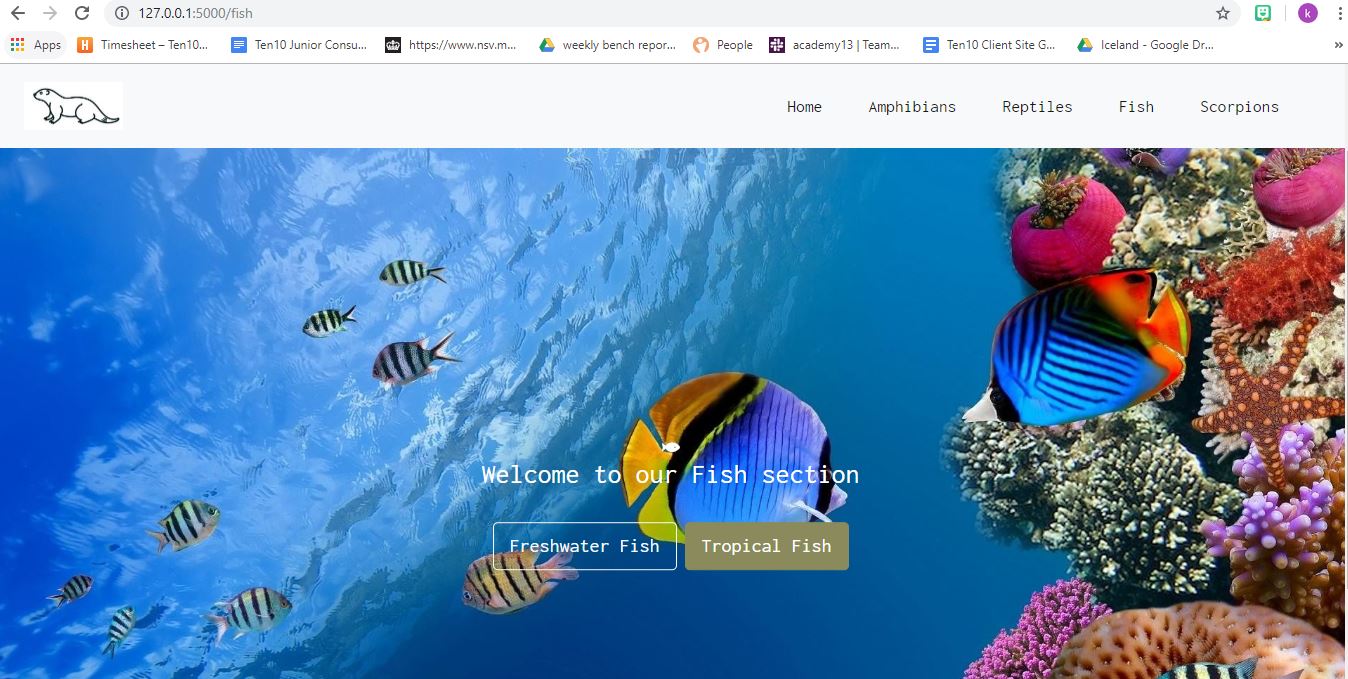 127.0.0.1:5000/fish
k
Apps Timesheet – Ten10... Ten10 Junior Consu... https://www.nsv.m... weekly bench repor... People academy13 | Team... Ten10 Client Site G... Iceland - Google Dr... »
Home Amphibians Reptiles Fish Scorpions
Welcome to our Fish section
Freshwater Fish Tropical Fish